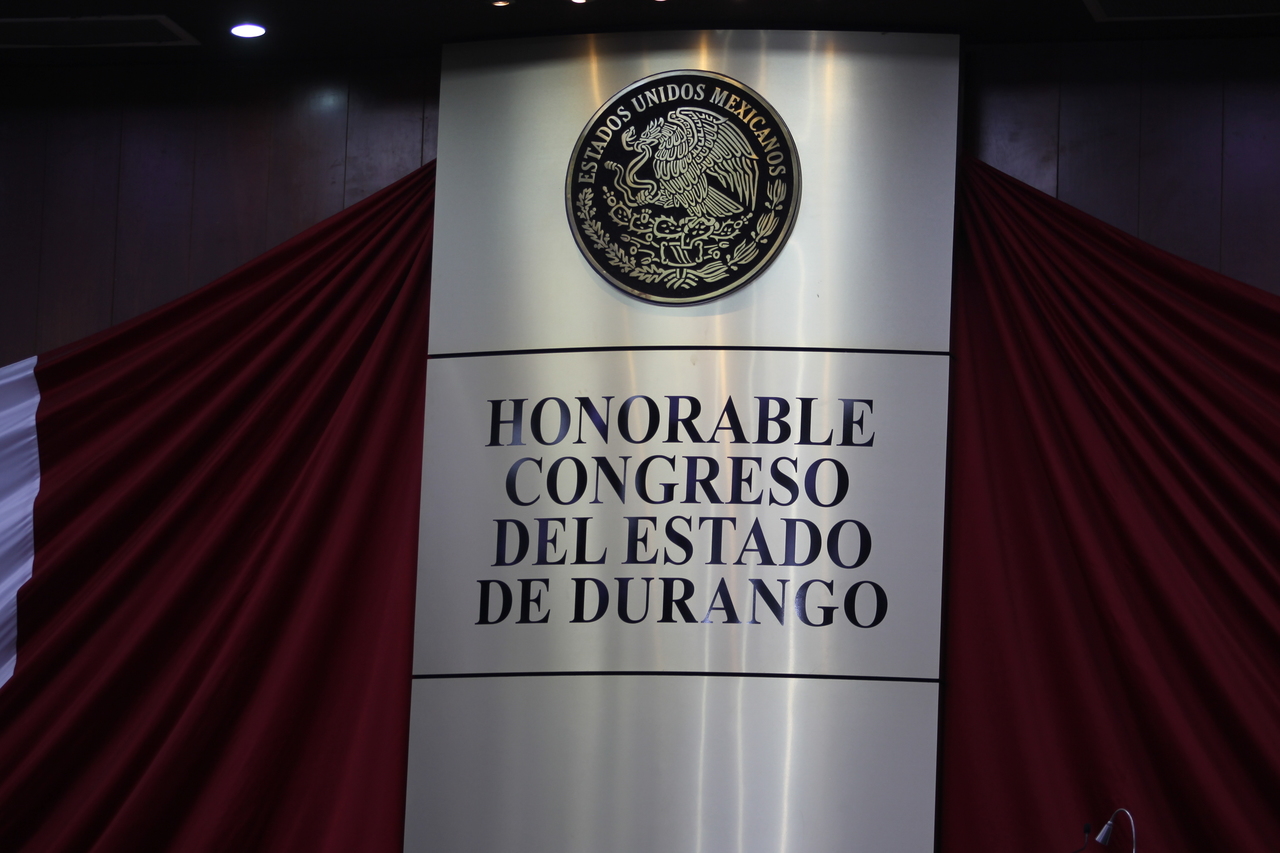 ESTADOS UNIDOS MEXICANOS
HONORABLE
CONGRESO
DEL ESTADO
DE DURANGO